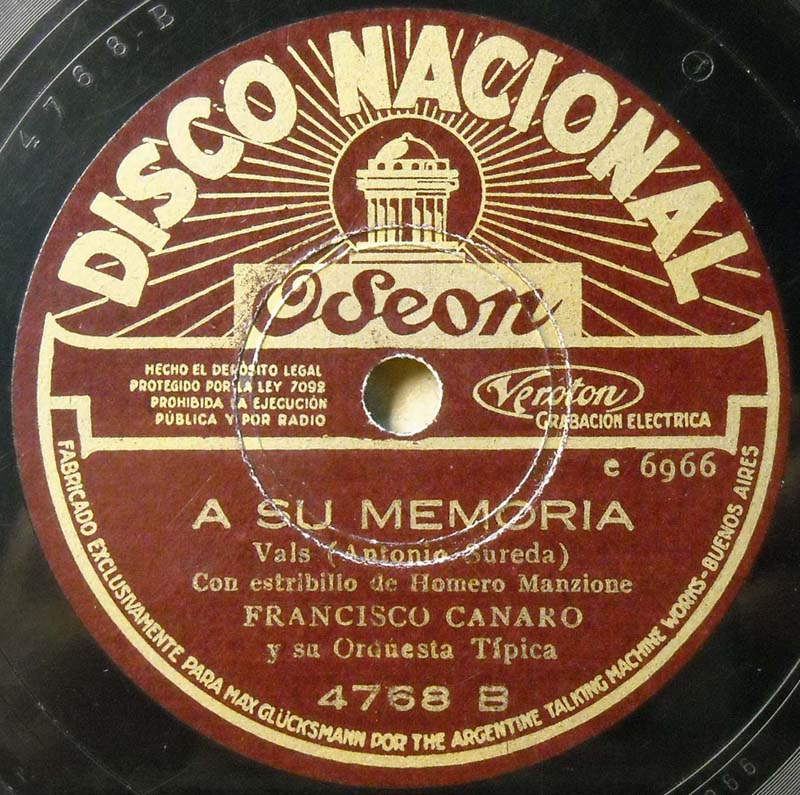 4768-B
DISCO NACIONAL
Odeon
HECHO EL DEPÓSITO LEGAL
PROTEGIDO POR LA LEY 7092
PROHIBIDA LA EJECUCIÓN
PÚBLICA Y POR RADIO
Veroton
GRABACIÓN ELECTRICA
e 6966
A SU MEMORIA
Vals (Antonio Sureda)
Con estribillo de Homero Manzione
FRANCISCO CANARO
y su Orquesta Típica
4768 B
FABRICADO EXCLUSIVAMENTE PARA MAX GLÜCKSMANN POR THE ARGENTINE TALKING MACHINE WORKS-BUENOS AIRES